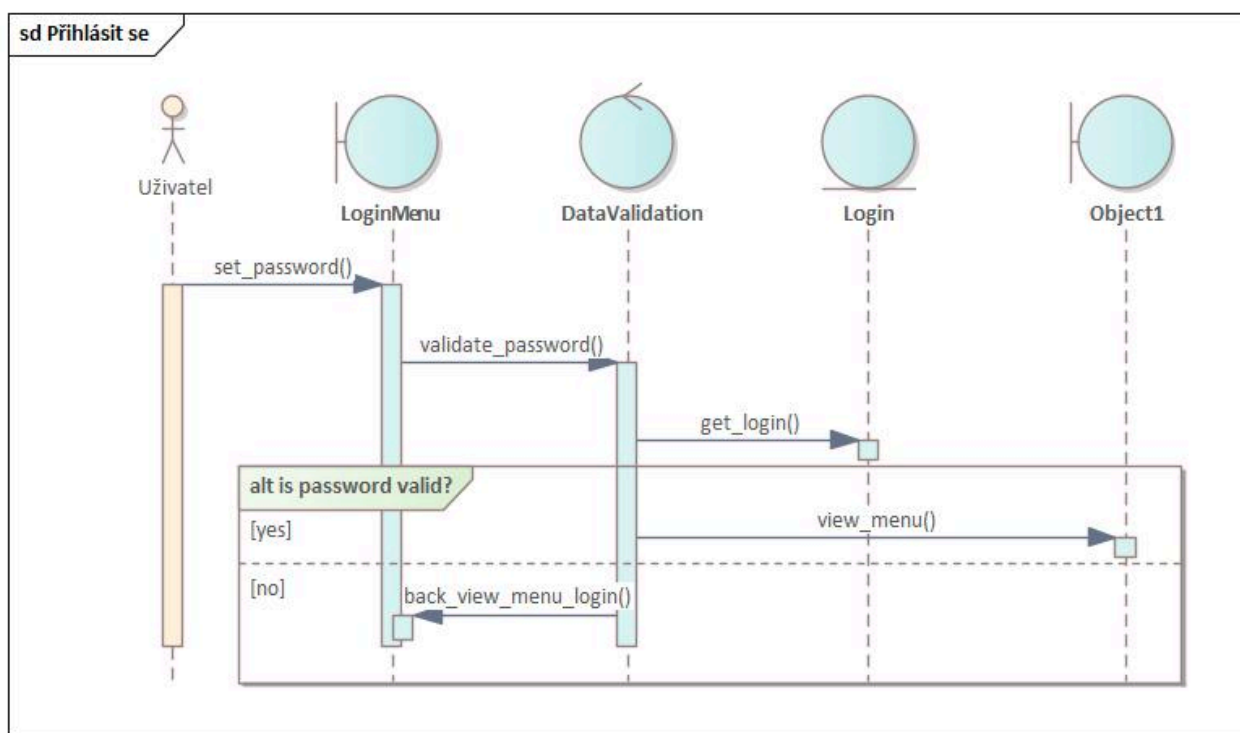 sd Přihlásit se
Uživatel
LoginMenu
DataValidation
Login
Object1
set_password()
validate_password()
get_login()
alt is password valid?
[yes]
view_menu()
[no]
back_view_menu_login()